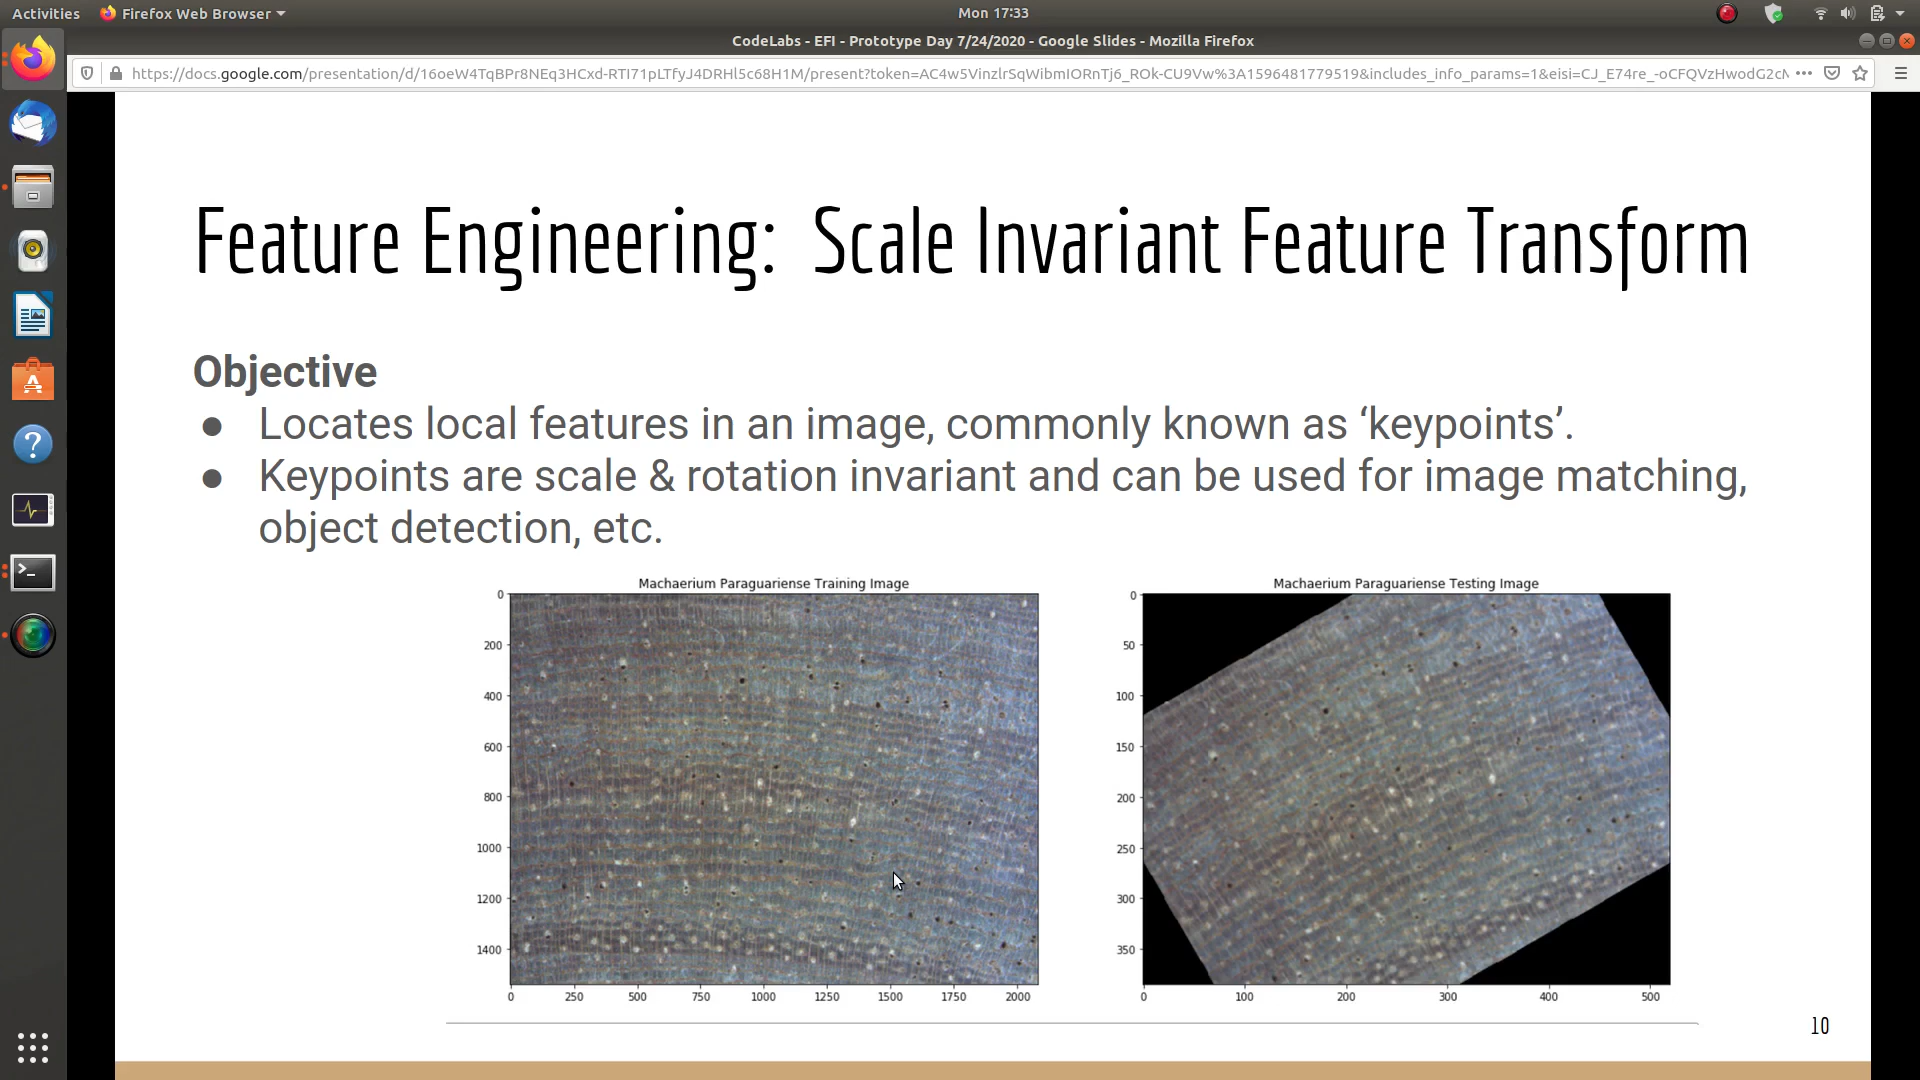 Activities
Firefox Web Browser
Mon 17:33
CodeLabs - EFI - Prototype Day 7/24/2020 - Google Slides - Mozilla Firefox
https://docs.google.com/presentation/d/16oeW4TqBPr8NEq3HCxd-RTI71pLTfyJ4DRHl5c68H1M/present?token=AC4w5VinzlrSqWibmIORnTj6_ROk-CU9Vw%3A1596481779519&includes_info_params=1&eisi=CJ_E74re_-oCFQVzHwodG2cM
Feature Engineering: Scale Invariant Feature Transform
Objective
● Locates local features in an image, commonly known as ‘keypoints’.
● Keypoints are scale & rotation invariant and can be used for image matching,
object detection, etc.
Machaerium Paraguariense Training Image
0
200
400
600
800
1000
1200
1400
0 250 500 750 1000 1250 1500 1750 2000
Machaerium Paraguariense Testing Image
0
50
100
150
200
250
300
350
0 100 200 300 400 500
10